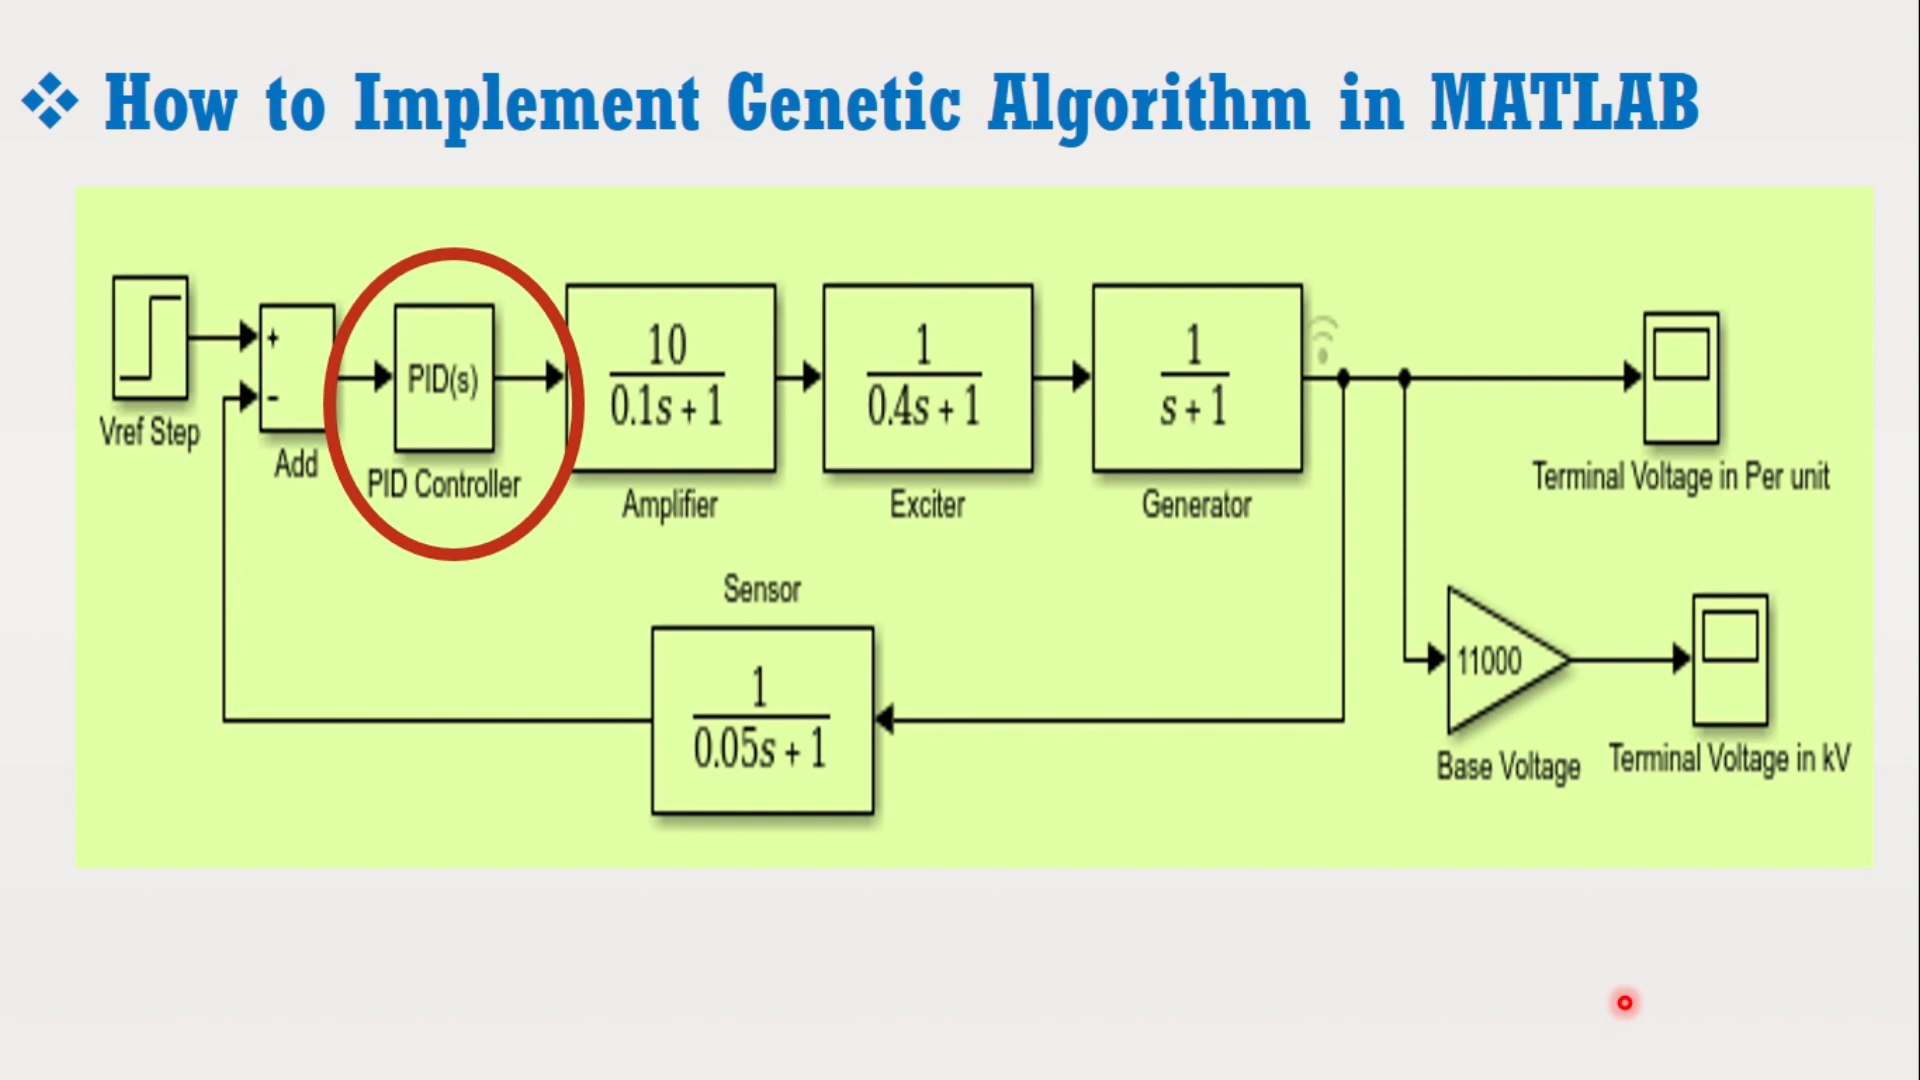 How to Implement Genetic Algorithm in MATLAB
+
-
Vref Step
Add
PID(s)
PID Controller
10
0.1s + 1
Amplifier
1
0.4s + 1
Exciter
1
s + 1
Generator
Terminal Voltage in Per unit
Sensor
1
0.05s + 1
11000
Base Voltage
Terminal Voltage in kV